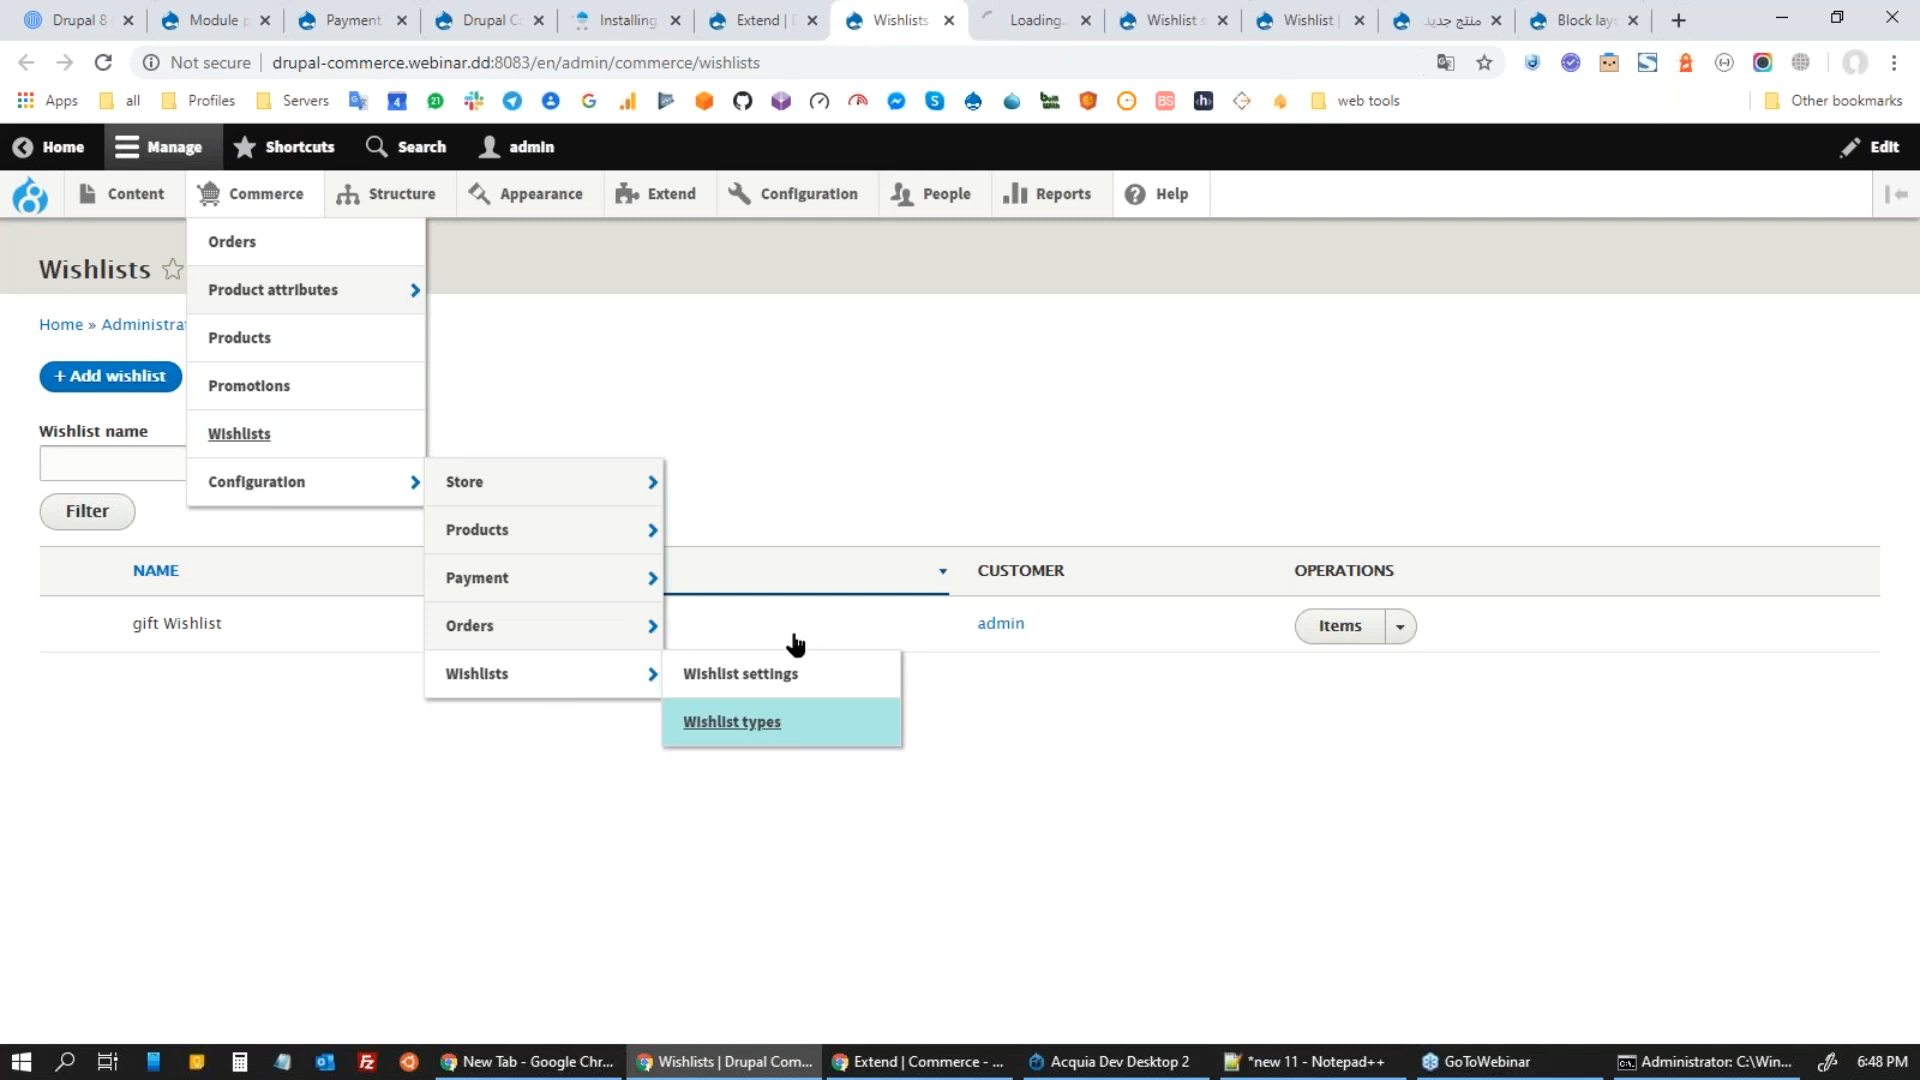 Drupal 8
Module p
Payment
Drupal C
Installing
Extend | D
Wishlists
Loading..
Wishlist s
Wishlist |
منتج جديد
Block lay
Not secure
drupal-commerce.webinar.dd:8083/en/admin/commerce/wishlists
Apps
all
Profiles
Servers
web tools
Other bookmarks
Home
Manage
Shortcuts
Search
admin
Edit
Content
Commerce
Structure
Appearance
Extend
Configuration
People
Reports
Help
Orders
Wishlists
Product attributes
Home » Administrat
Products
+ Add wishlist
Promotions
Wishlist name
Wishlists
Configuration
Store
Filter
Products
NAME
CUSTOMER
OPERATIONS
Payment
gift Wishlist
Orders
admin
Items
Wishlists
Wishlist settings
Wishlist types
New Tab - Google Chr...
Wishlists | Drupal Com...
Extend | Commerce - ...
Acquia Dev Desktop 2
*new 11 - Notepad++
GoToWebinar
Administrator: C:\Win...
6:48 PM